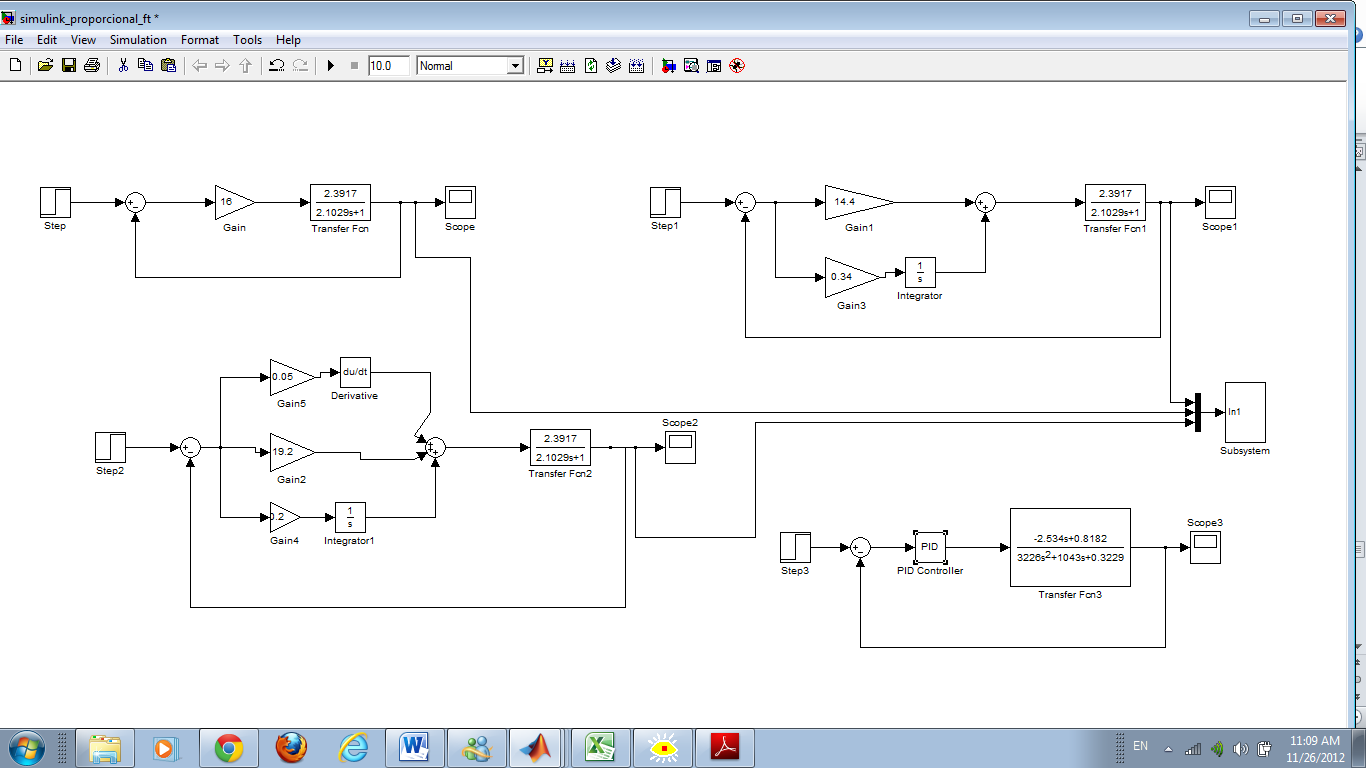 simulink_proporcional_ft *
File Edit View Simulation Format Tools Help
10.0 Normal
Step
+
-
16
Gain
2.3917
2.1029s+1
Transfer Fcn
Scope
Step1
+
-
14.4
Gain1
0.34
Gain3
1
s
Integrator
+
+
2.3917
2.1029s+1
Transfer Fcn1
Scope1
Step2
+
-
0.05
Gain5
du/dt
Derivative
19.2
Gain2
0.2
Gain4
1
s
Integrator1
+
+
+
2.3917
2.1029s+1
Transfer Fcn2
Scope2
In1
Subsystem
Step3
+
-
PID
PID Controller
-2.534s+0.8182
3226s2+1043s+0.3229
Transfer Fcn3
Scope3
EN
11:09 AM
11/26/2012